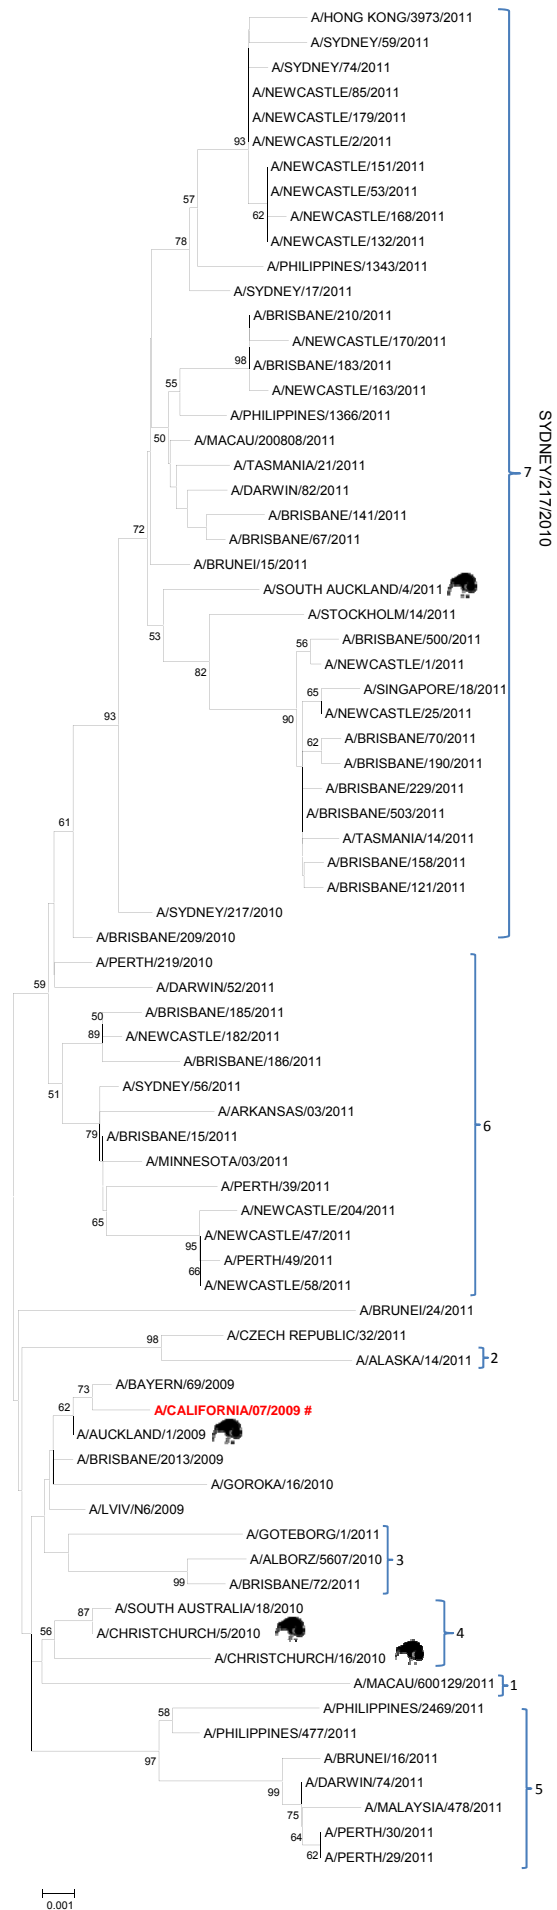 A/HONG KONG/3973/2011
A/SYDNEY/59/2011
A/SYDNEY/74/2011
A/NEWCASTLE/85/2011
A/NEWCASTLE/179/2011
93 A/NEWCASTLE/2/2011
A/NEWCASTLE/151/2011
57 A/NEWCASTLE/53/2011
62 A/NEWCASTLE/168/2011
78 A/NEWCASTLE/132/2011
A/PHILIPPINES/1343/2011
A/SYDNEY/17/2011
A/BRISBANE/210/2011
A/NEWCASTLE/170/2011
98 A/BRISBANE/183/2011
55 A/NEWCASTLE/163/2011
A/PHILIPPINES/1366/2011
50 A/MACAU/200808/2011
A/TASMANIA/21/2011
7 SYDNEY/217/2010
A/DARWIN/82/2011
A/BRISBANE/141/2011
72 A/BRISBANE/67/2011
A/BRUNEI/15/2011
A/SOUTH AUCKLAND/4/2011
A/STOCKHOLM/14/2011
53 56 A/BRISBANE/500/2011
82 A/NEWCASTLE/1/2011
65 A/SINGAPORE/18/2011
93 90 A/NEWCASTLE/25/2011
62 A/BRISBANE/70/2011
A/BRISBANE/190/2011
A/BRISBANE/229/2011
61 A/BRISBANE/503/2011
A/TASMANIA/14/2011
A/BRISBANE/158/2011
A/BRISBANE/121/2011
A/SYDNEY/217/2010
A/BRISBANE/209/2010
A/PERTH/219/2010
59 A/DARWIN/52/2011
50 A/BRISBANE/185/2011
89 A/NEWCASTLE/182/2011
A/BRISBANE/186/2011
51 A/SYDNEY/56/2011
A/ARKANSAS/03/2011
6
79 A/BRISBANE/15/2011
A/MINNESOTA/03/2011
A/PERTH/39/2011
65 A/NEWCASTLE/204/2011
95 A/NEWCASTLE/47/2011
66 A/PERTH/49/2011
A/NEWCASTLE/58/2011
A/BRUNEI/24/2011
98 A/CZECH REPUBLIC/32/2011
A/ALASKA/14/2011 2
73 A/BAYERN/69/2009
62 A/CALIFORNIA/07/2009 #
A/AUCKLAND/1/2009
A/BRISBANE/2013/2009
A/GOROKA/16/2010
A/LVIV/N6/2009
A/GOTEBORG/1/2011
A/ALBORZ/5607/2010 3
99 A/BRISBANE/72/2011
87 A/SOUTH AUSTRALIA/18/2010
56 A/CHRISTCHURCH/5/2010 4
A/CHRISTCHURCH/16/2010
A/MACAU/600129/2011 1
58 A/PHILIPPINES/2469/2011
A/PHILIPPINES/477/2011
97 A/BRUNEI/16/2011
99 A/DARWIN/74/2011 5
75 A/MALAYSIA/478/2011
64 A/PERTH/30/2011
62 A/PERTH/29/2011
0.001